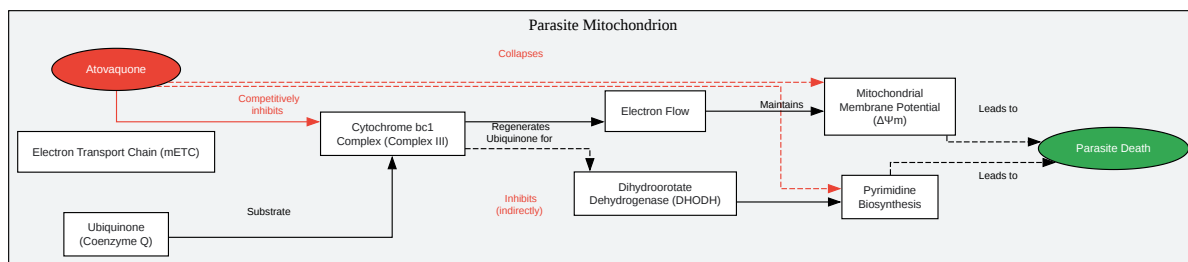 Parasite Mitochondrion
Atovaquone
Collapses
Competitively
inhibits
Electron Transport Chain (mETC)
Cytochrome bc1
Complex (Complex III)
Regenerates
Ubiquinone for
Electron Flow
Maintains
Mitochondrial
Membrane Potential
(ΔΨm)
Leads to
Parasite Death
Leads to
Dihydroorotate
Dehydrogenase (DHODH)
Inhibits
(indirectly)
Pyrimidine
Biosynthesis
Substrate
Ubiquinone
(Coenzyme Q)